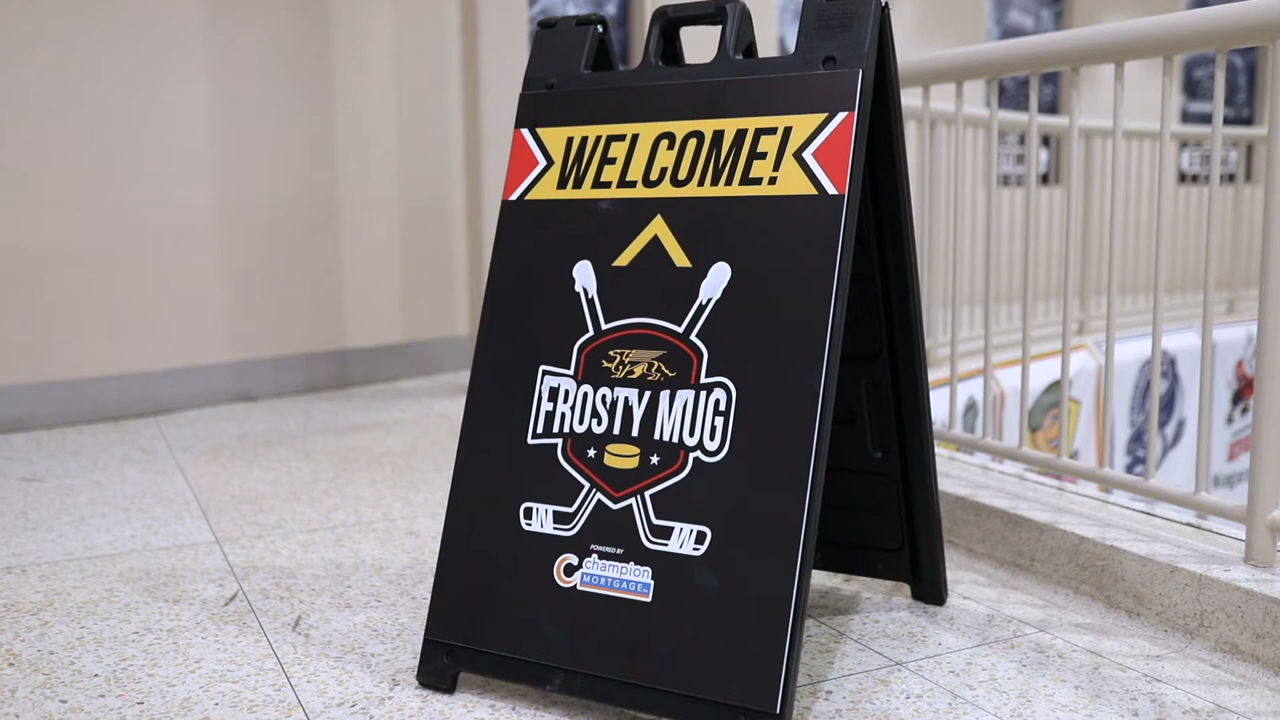 WELCOME!
FROSTY MUG
POWERED BY
champion
MORTGAGE